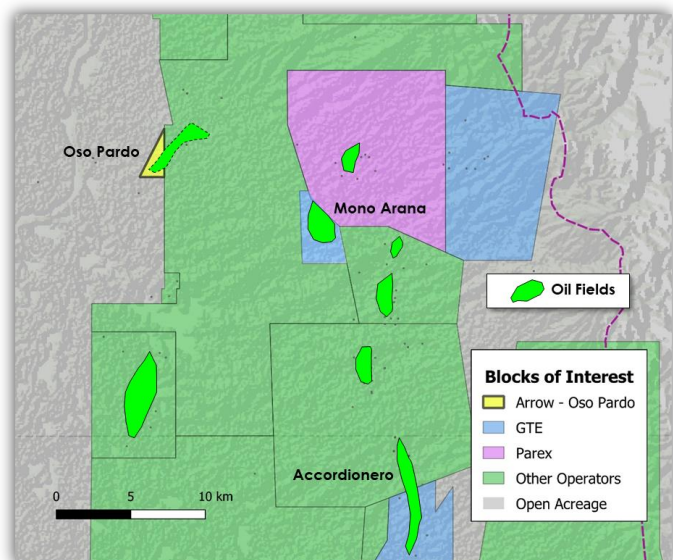 Oso Pardo
Mono Arana
Oil Fields
Blocks of Interest
Arrow - Oso Pardo
GTE
Parex
Other Operators
Open Acreage
Accordionero
0 5 10 km